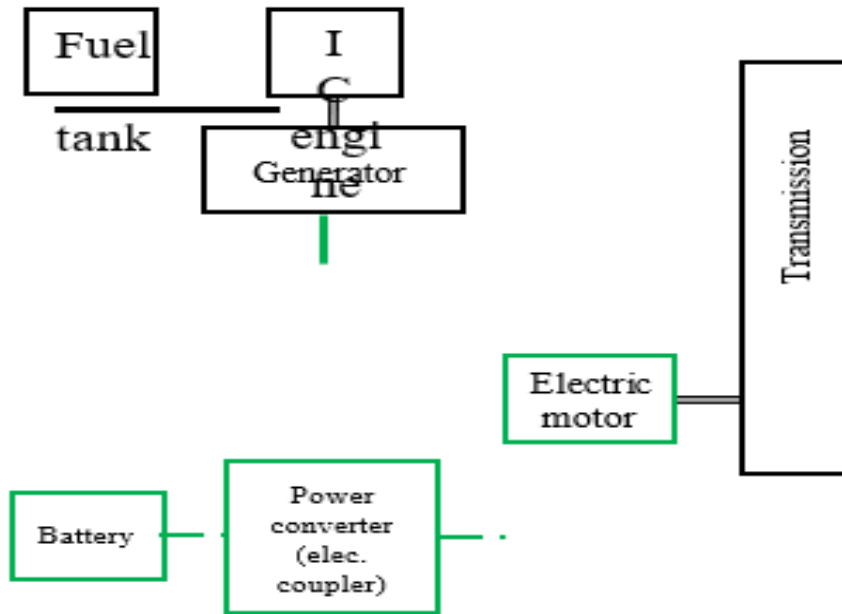 Fuel
tank
I
C
engi
ne
Generator
Transmission
Electric
motor
Battery
Power
converter
(elec.
coupler)